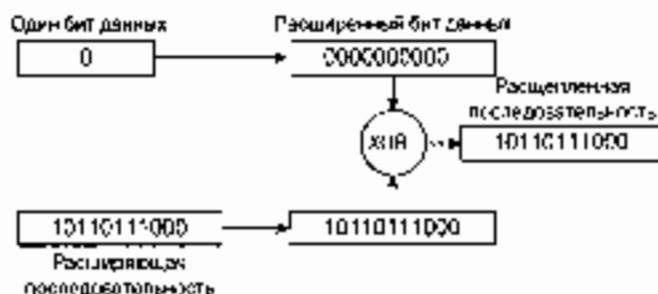 Один бит данных
Расширенный бит данных
0
0000000000
Расщепленная
последовательность
XOR
10110111000
10110111000
10110111000
Расширяющая
последовательность